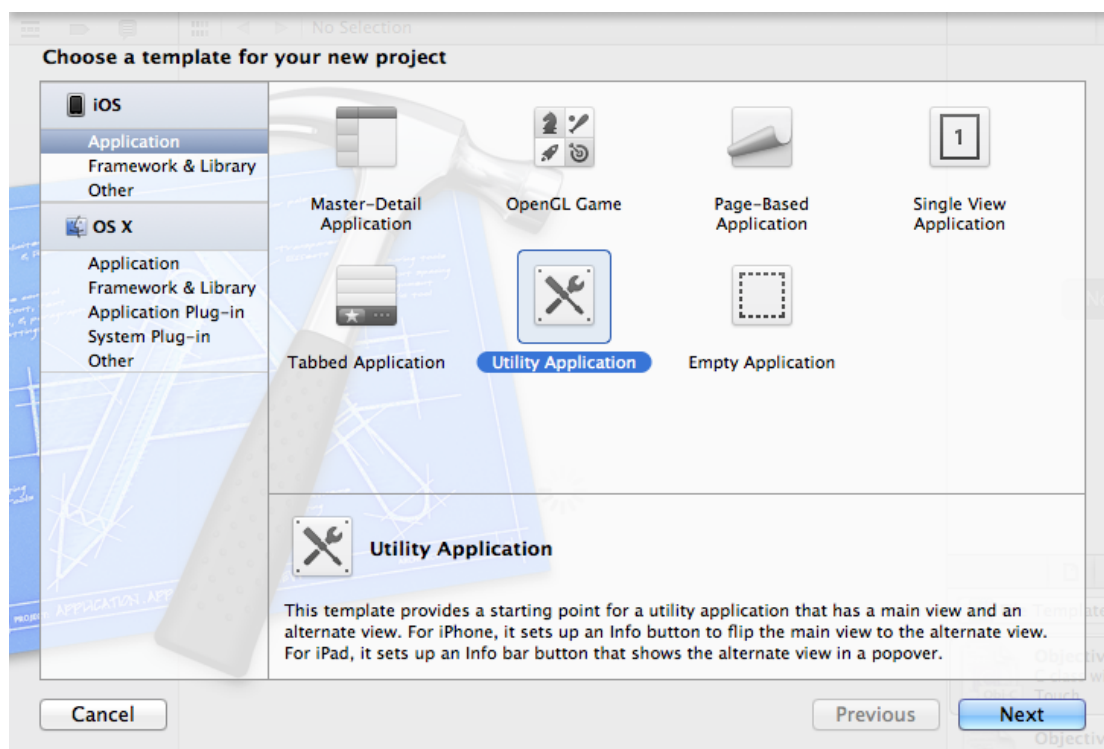 No Selection
Choose a template for your new project
iOS
Application
Framework & Library
Other
OS X
Application
Framework & Library
Application Plug-in
System Plug-in
Other
Master-Detail
Application
OpenGL Game
Page-Based
Application
1
Single View
Application
Tabbed Application
Utility Application
Empty Application
Utility Application
This template provides a starting point for a utility application that has a main view and an
alternate view. For iPhone, it sets up an Info button to flip the main view to the alternate view.
For iPad, it sets up an Info bar button that shows the alternate view in a popover.
Cancel
Previous
Next